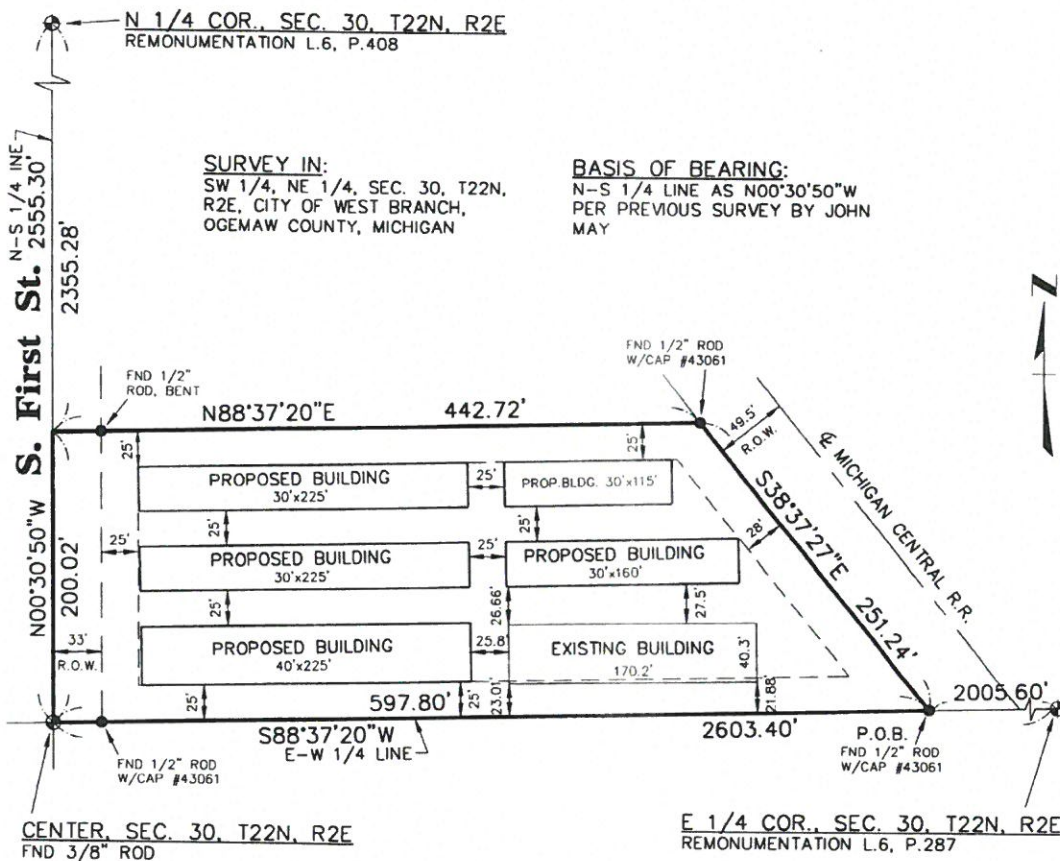 N 1/4 COR., SEC. 30, T22N, R2E
REMONUMENTATION L.6, P.408
N-S 1/4 LINE
2555.30'
2355.28'
S. First St.
SURVEY IN:
SW 1/4, NE 1/4, SEC. 30, T22N,
R2E, CITY OF WEST BRANCH,
OGEMAW COUNTY, MICHIGAN
BASIS OF BEARING:
N-S 1/4 LINE AS N00°30'50"W
PER PREVIOUS SURVEY BY JOHN
MAY
Z
FND 1/2"
ROD, BENT
FND 1/2" ROD
W/CAP #43061
N88°37'20"E
442.72'
49.5'
R.O.W.
℄ MICHIGAN CENTRAL R.R.
S38°37'27"E
251.24'
28'
25'
25'
PROPOSED BUILDING
30'x225'
25'
PROP.BLDG. 30'x115'
25'
25'
25'
PROPOSED BUILDING
30'x225'
25'
PROPOSED BUILDING
30'x160'
25'
26.66'
27.5'
N00°30'50"W
200.02'
33'
R.O.W.
PROPOSED BUILDING
40'x225'
25.8'
EXISTING BUILDING
170.2'
40.3'
25'
597.80'
25'
23.01'
21.88'
2005.60'
S88°37'20"W
E-W 1/4 LINE
2603.40'
P.O.B.
FND 1/2" ROD
W/CAP #43061
FND 1/2" ROD
W/CAP #43061
CENTER, SEC. 30, T22N, R2E
FND 3/8" ROD
E 1/4 COR., SEC. 30, T22N, R2E
REMONUMENTATION L.6, P.287